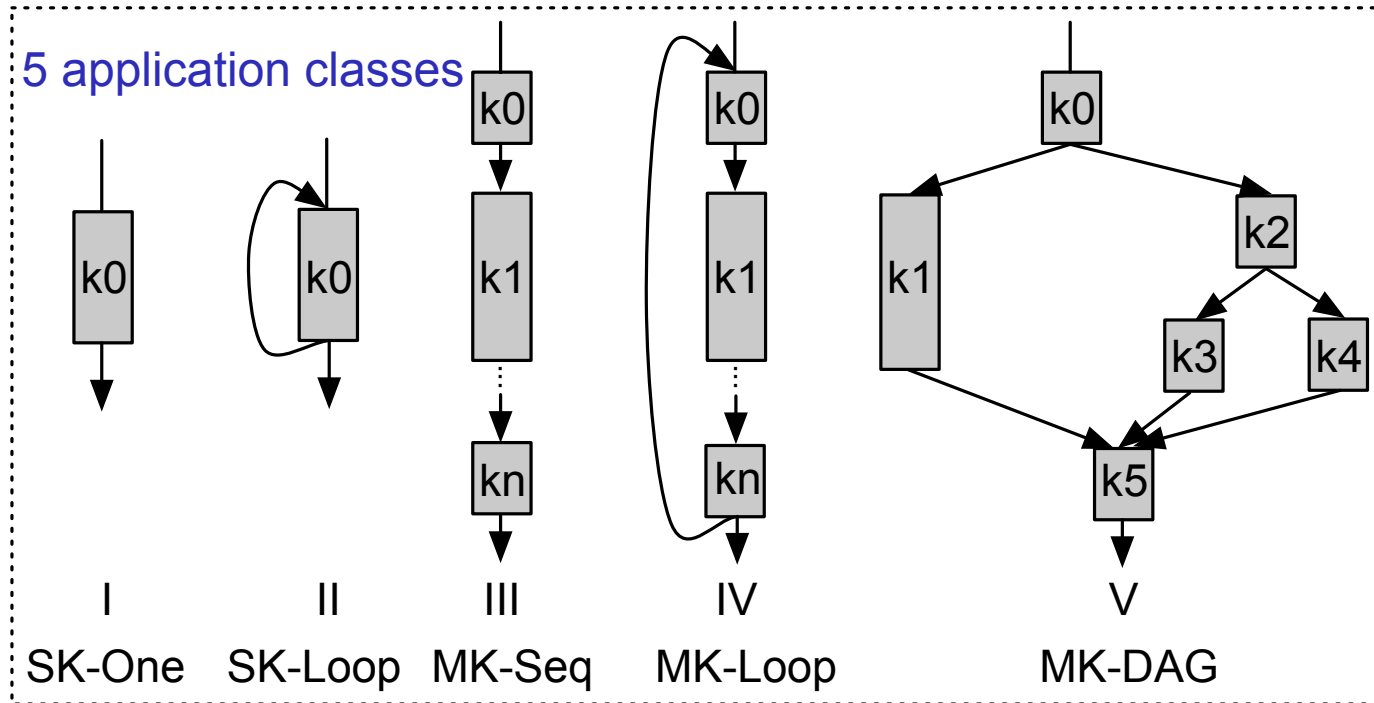 5 application classes
k0
k0
k0
k1
kn
k0
k1
kn
k0
k1
k2
k3
k4
k5
I
II
III
IV
V
SK-One
SK-Loop
MK-Seq
MK-Loop
MK-DAG